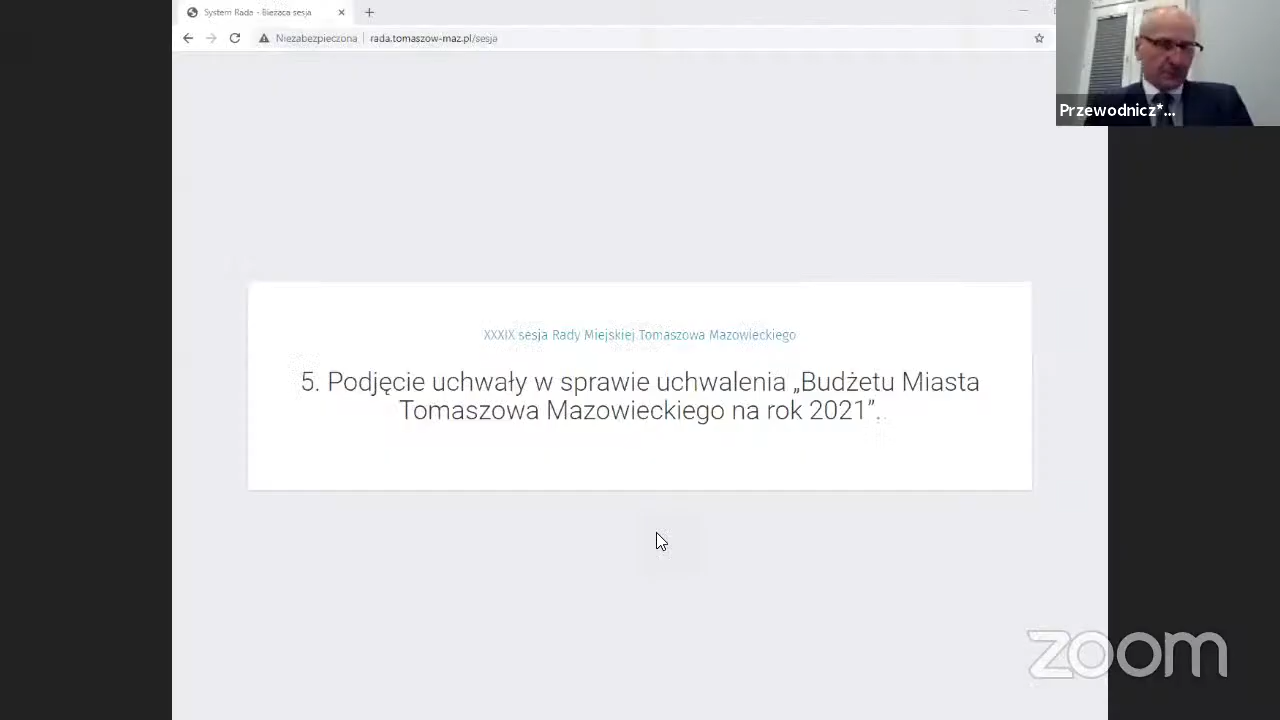 System Rada - Bieżąca sesja
Niezabezpieczona
rada.tomaszow-maz.pl/sesja
Przewodnicz*...
XXXIX sesja Rady Miejskiej Tomaszowa Mazowieckiego
5. Podjęcie uchwały w sprawie uchwalenia „Budżetu Miasta
Tomaszowa Mazowieckiego na rok 2021”.
zoom